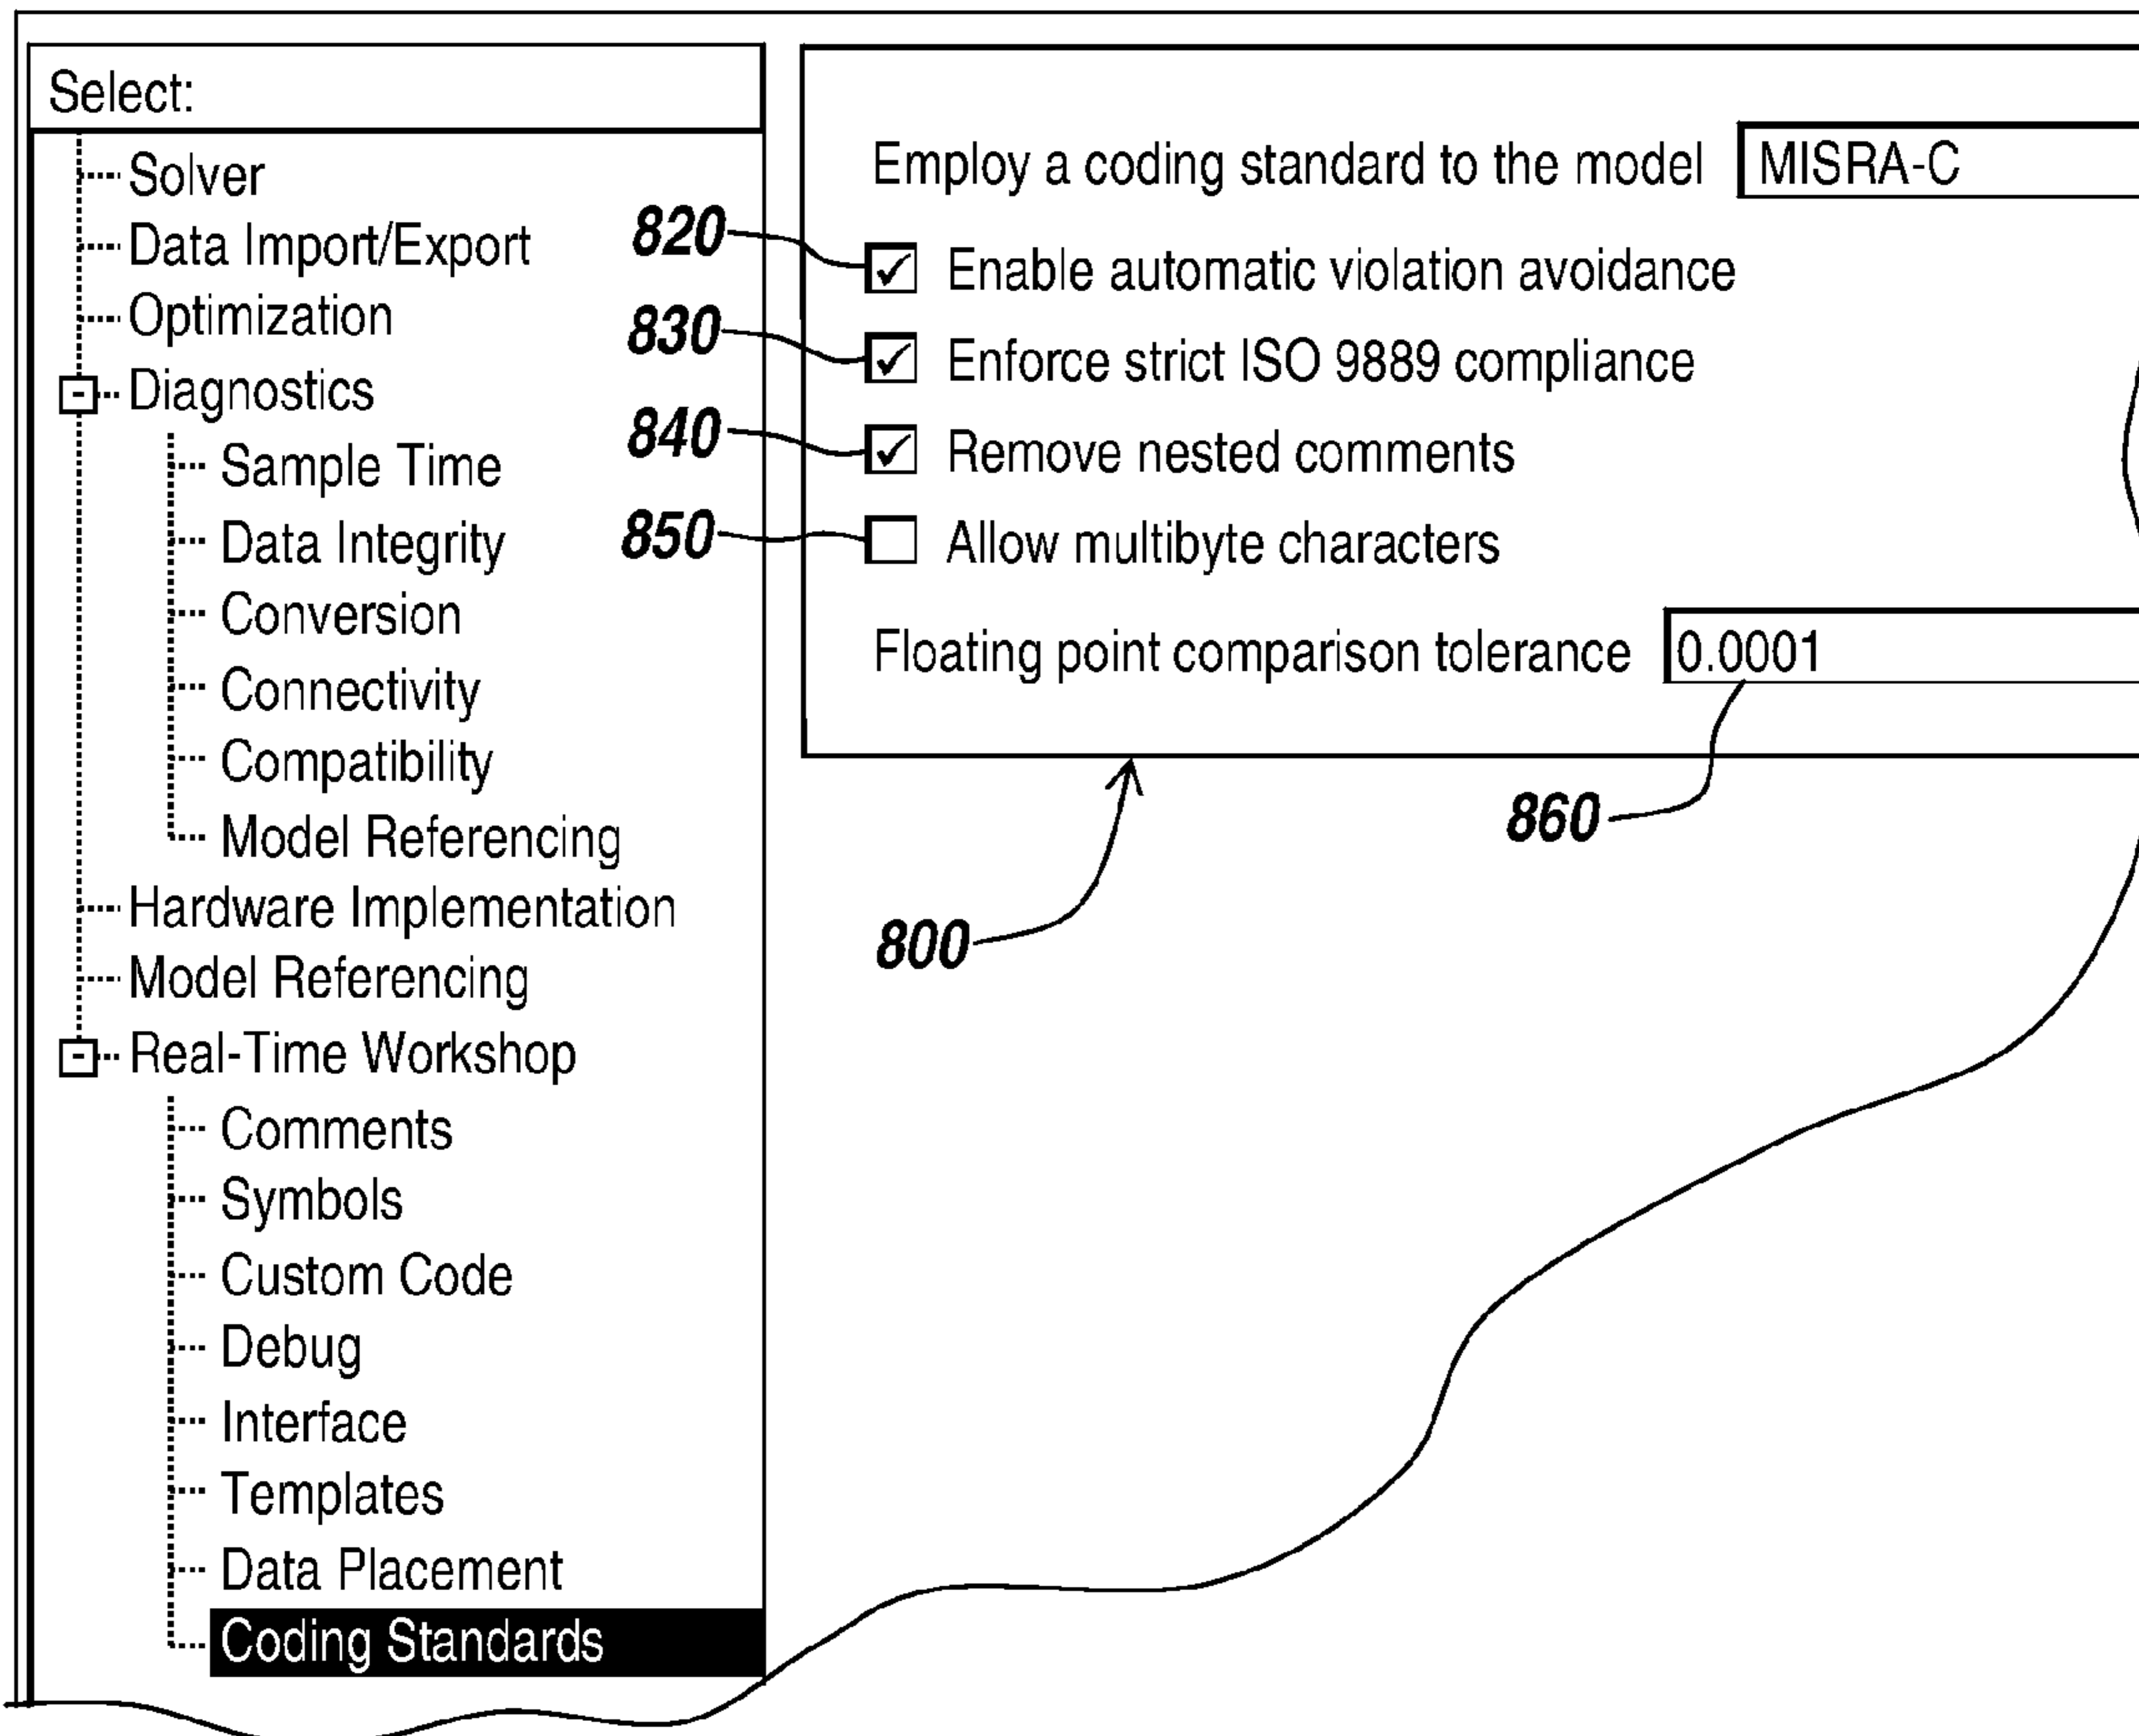 Select:
Solver
Data Import/Export
Optimization
Diagnostics
Sample Time
Data Integrity
Conversion
Connectivity
Compatibility
Model Referencing
Hardware Implementation
Model Referencing
Real-Time Workshop
Comments
Symbols
Custom Code
Debug
Interface
Templates
Data Placement
Coding Standards
Employ a coding standard to the model MISRA-C
820 Enable automatic violation avoidance
830 Enforce strict ISO 9889 compliance
840 Remove nested comments
850 Allow multibyte characters
Floating point comparison tolerance 0.0001
860
800